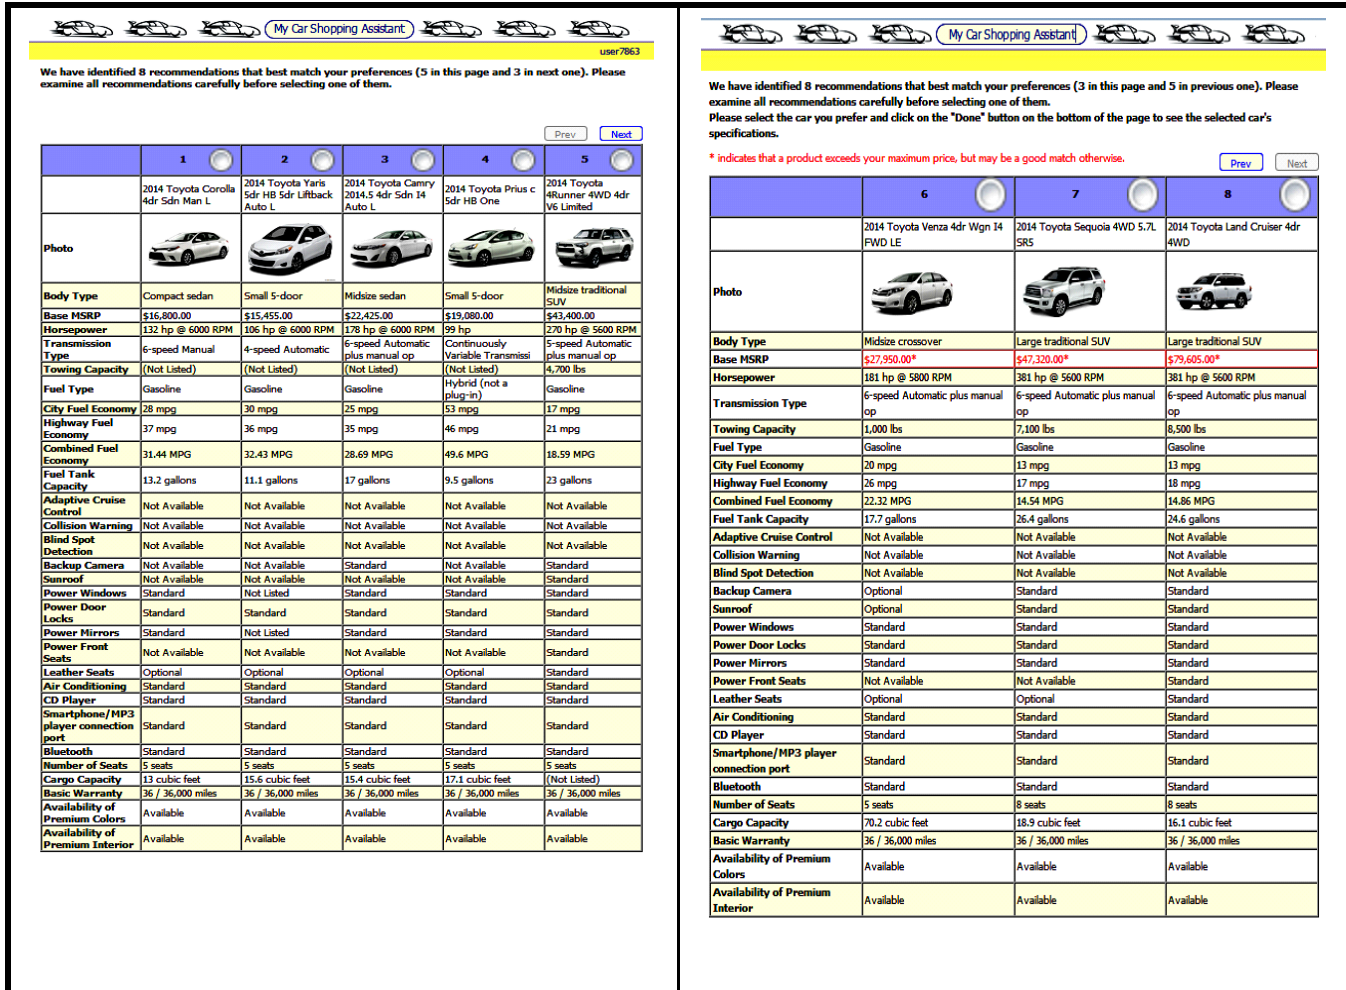 My Car Shopping Assistant
user7863
We have identified 8 recommendations that best match your preferences (5 in this page and 3 in next one). Please
examine all recommendations carefully before selecting one of them.
Prev Next
1 2 3 4 5
2014 Toyota Corolla 4dr Sdn Man L 2014 Toyota Yaris 5dr HB 5dr Liftback Auto L 2014 Toyota Camry 2014.5 4dr Sdn I4 Auto L 2014 Toyota Prius c 5dr HB One 2014 Toyota 4Runner 4WD 4dr V6 Limited
Photo
Body Type Compact sedan Small 5-door Midsize sedan Small 5-door Midsize traditional SUV
Base MSRP $16,800.00 $15,455.00 $22,425.00 $19,080.00 $43,400.00
Horsepower 132 hp @ 6000 RPM 106 hp @ 6000 RPM 178 hp @ 6000 RPM 99 hp 270 hp @ 5600 RPM
Transmission Type 6-speed Manual 4-speed Automatic 6-speed Automatic plus manual op Continuously Variable Transmissi 5-speed Automatic plus manual op
Towing Capacity (Not Listed) (Not Listed) (Not Listed) (Not Listed) 4,700 lbs
Fuel Type Gasoline Gasoline Gasoline Hybrid (not a plug-in) Gasoline
City Fuel Economy 28 mpg 30 mpg 25 mpg 53 mpg 17 mpg
Highway Fuel Economy 37 mpg 36 mpg 35 mpg 46 mpg 21 mpg
Combined Fuel Economy 31.44 MPG 32.43 MPG 28.69 MPG 49.6 MPG 18.59 MPG
Fuel Tank Capacity 13.2 gallons 11.1 gallons 17 gallons 9.5 gallons 23 gallons
Adaptive Cruise Control Not Available Not Available Not Available Not Available Not Available
Collision Warning Not Available Not Available Not Available Not Available Not Available
Blind Spot Detection Not Available Not Available Not Available Not Available Not Available
Backup Camera Not Available Not Available Standard Not Available Standard
Sunroof Not Available Not Available Not Available Not Available Standard
Power Windows Standard Not Listed Standard Standard Standard
Power Door Locks Standard Standard Standard Standard Standard
Power Mirrors Standard Not Listed Standard Standard Standard
Power Front Seats Not Available Not Available Not Available Not Available Standard
Leather Seats Optional Optional Optional Optional Standard
Air Conditioning Standard Standard Standard Standard Standard
CD Player Standard Standard Standard Standard Standard
Smartphone/MP3 player connection port Standard Standard Standard Standard Standard
Bluetooth Standard Standard Standard Standard Standard
Number of Seats 5 seats 5 seats 5 seats 5 seats 5 seats
Cargo Capacity 13 cubic feet 15.6 cubic feet 15.4 cubic feet 17.1 cubic feet (Not Listed)
Basic Warranty 36 / 36,000 miles 36 / 36,000 miles 36 / 36,000 miles 36 / 36,000 miles 36 / 36,000 miles
Availability of Premium Colors Available Available Available Available Available
Availability of Premium Interior Available Available Available Available Available
My Car Shopping Assistant
We have identified 8 recommendations that best match your preferences (3 in this page and 5 in previous one). Please
examine all recommendations carefully before selecting one of them.
Please select the car you prefer and click on the "Done" button on the bottom of the page to see the selected car's
specifications.
* indicates that a product exceeds your maximum price, but may be a good match otherwise.
Prev Next
6 7 8
2014 Toyota Venza 4dr Wgn I4 FWD LE 2014 Toyota Sequoia 4WD 5.7L SR5 2014 Toyota Land Cruiser 4dr 4WD
Photo
Body Type Midsize crossover Large traditional SUV Large traditional SUV
Base MSRP $27,950.00* $47,320.00* $79,605.00*
Horsepower 181 hp @ 5800 RPM 381 hp @ 5600 RPM 381 hp @ 5600 RPM
Transmission Type 6-speed Automatic plus manual op 6-speed Automatic plus manual op 6-speed Automatic plus manual op
Towing Capacity 1,000 lbs 7,100 lbs 8,500 lbs
Fuel Type Gasoline Gasoline Gasoline
City Fuel Economy 20 mpg 13 mpg 13 mpg
Highway Fuel Economy 26 mpg 17 mpg 18 mpg
Combined Fuel Economy 22.32 MPG 14.54 MPG 14.86 MPG
Fuel Tank Capacity 17.7 gallons 26.4 gallons 24.6 gallons
Adaptive Cruise Control Not Available Not Available Not Available
Collision Warning Not Available Not Available Not Available
Blind Spot Detection Not Available Not Available Not Available
Backup Camera Optional Standard Standard
Sunroof Optional Standard Standard
Power Windows Standard Standard Standard
Power Door Locks Standard Standard Standard
Power Mirrors Standard Standard Standard
Power Front Seats Not Available Not Available Standard
Leather Seats Optional Optional Standard
Air Conditioning Standard Standard Standard
CD Player Standard Standard Standard
Smartphone/MP3 player connection port Standard Standard Standard
Bluetooth Standard Standard Standard
Number of Seats 5 seats 8 seats 8 seats
Cargo Capacity 70.2 cubic feet 18.9 cubic feet 16.1 cubic feet
Basic Warranty 36 / 36,000 miles 36 / 36,000 miles 36 / 36,000 miles
Availability of Premium Colors Available Available Available
Availability of Premium Interior Available Available Available